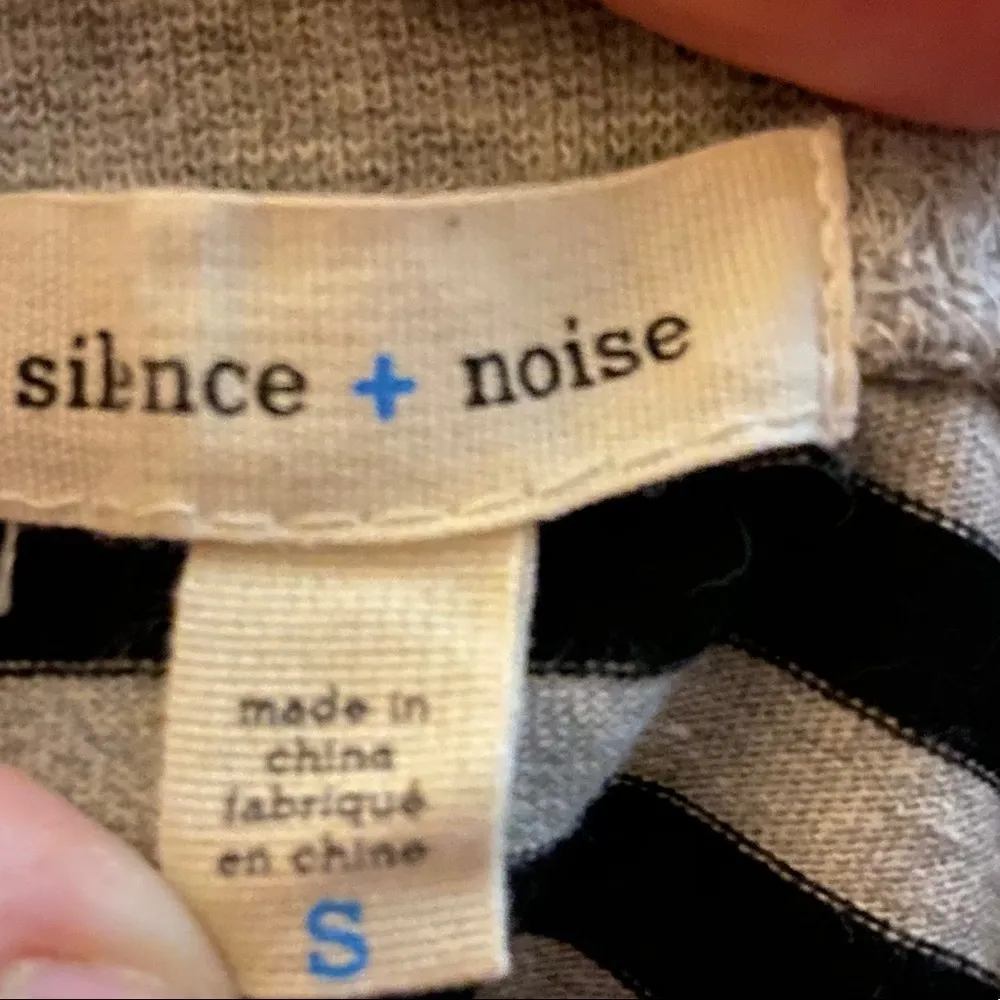 silence + noise
made in
china
fabriqué
en chine
S